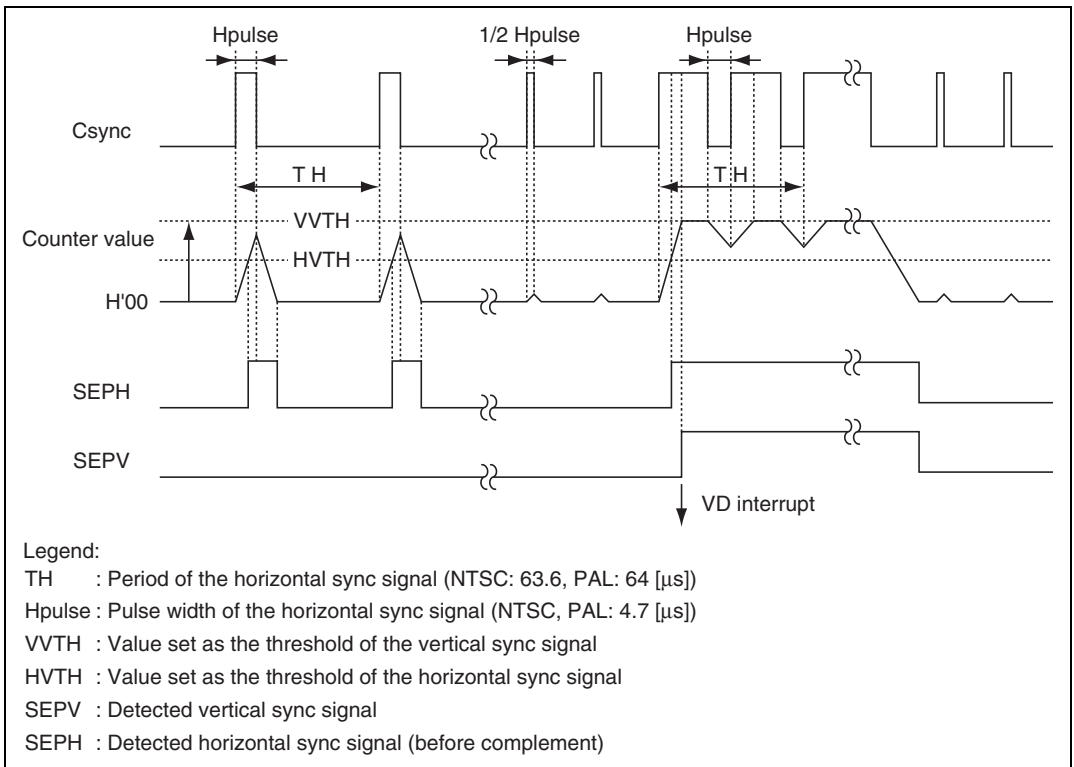 Hpulse 1/2 Hpulse Hpulse
Csync
T H T H
VVTH
Counter value
HVTH
H'00
SEPH
SEPV
VD interrupt
Legend:
TH : Period of the horizontal sync signal (NTSC: 63.6, PAL: 64 [μs])
Hpulse : Pulse width of the horizontal sync signal (NTSC, PAL: 4.7 [μs])
VVTH : Value set as the threshold of the vertical sync signal
HVTH : Value set as the threshold of the horizontal sync signal
SEPV : Detected vertical sync signal
SEPH : Detected horizontal sync signal (before complement)